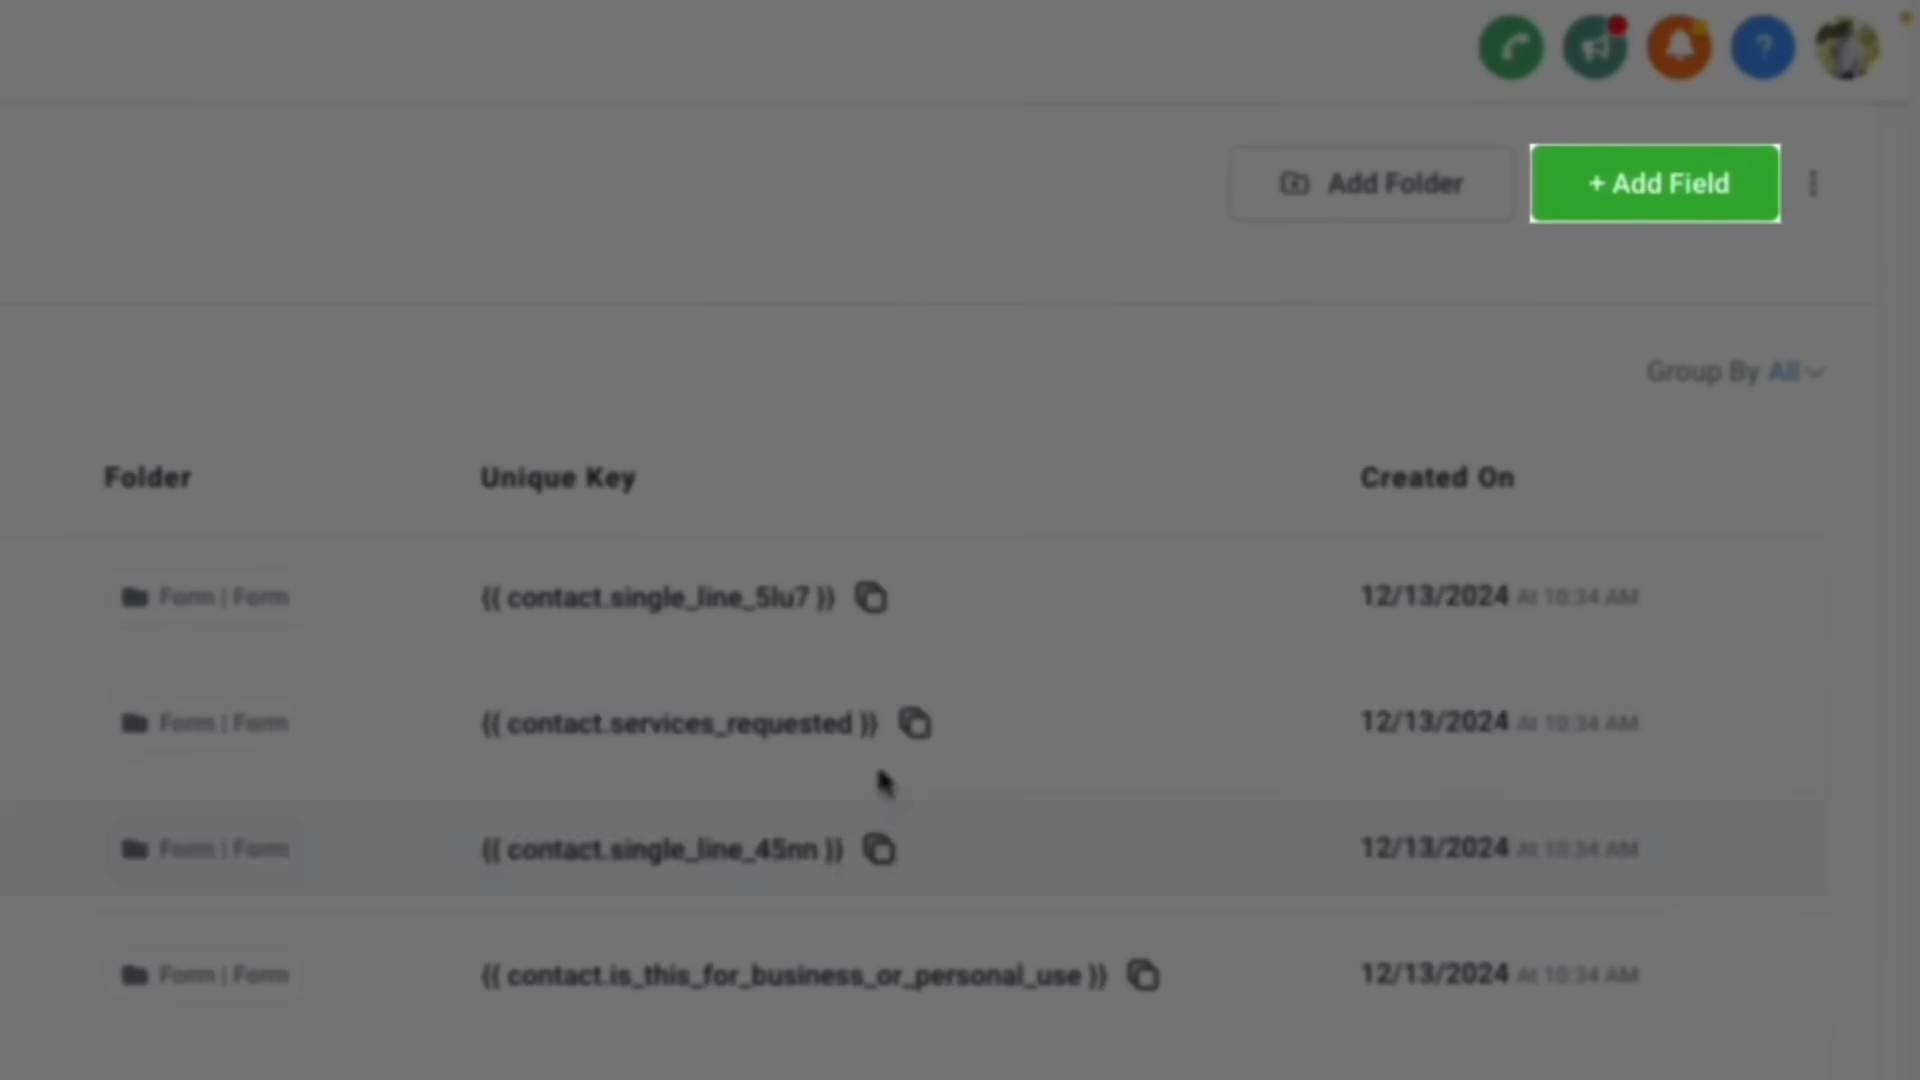 ?
Add Folder
+ Add Field
Group By All
Folder Unique Key Created On
Form | Form {{ contact.single_line_5lu7 }} 12/13/2024 At 10:34 AM
Form | Form {{ contact.services_requested }} 12/13/2024 At 10:34 AM
Form | Form {{ contact.single_line_45nn }} 12/13/2024 At 10:34 AM
Form | Form {{ contact.is_this_for_business_or_personal_use }} 12/13/2024 At 10:34 AM